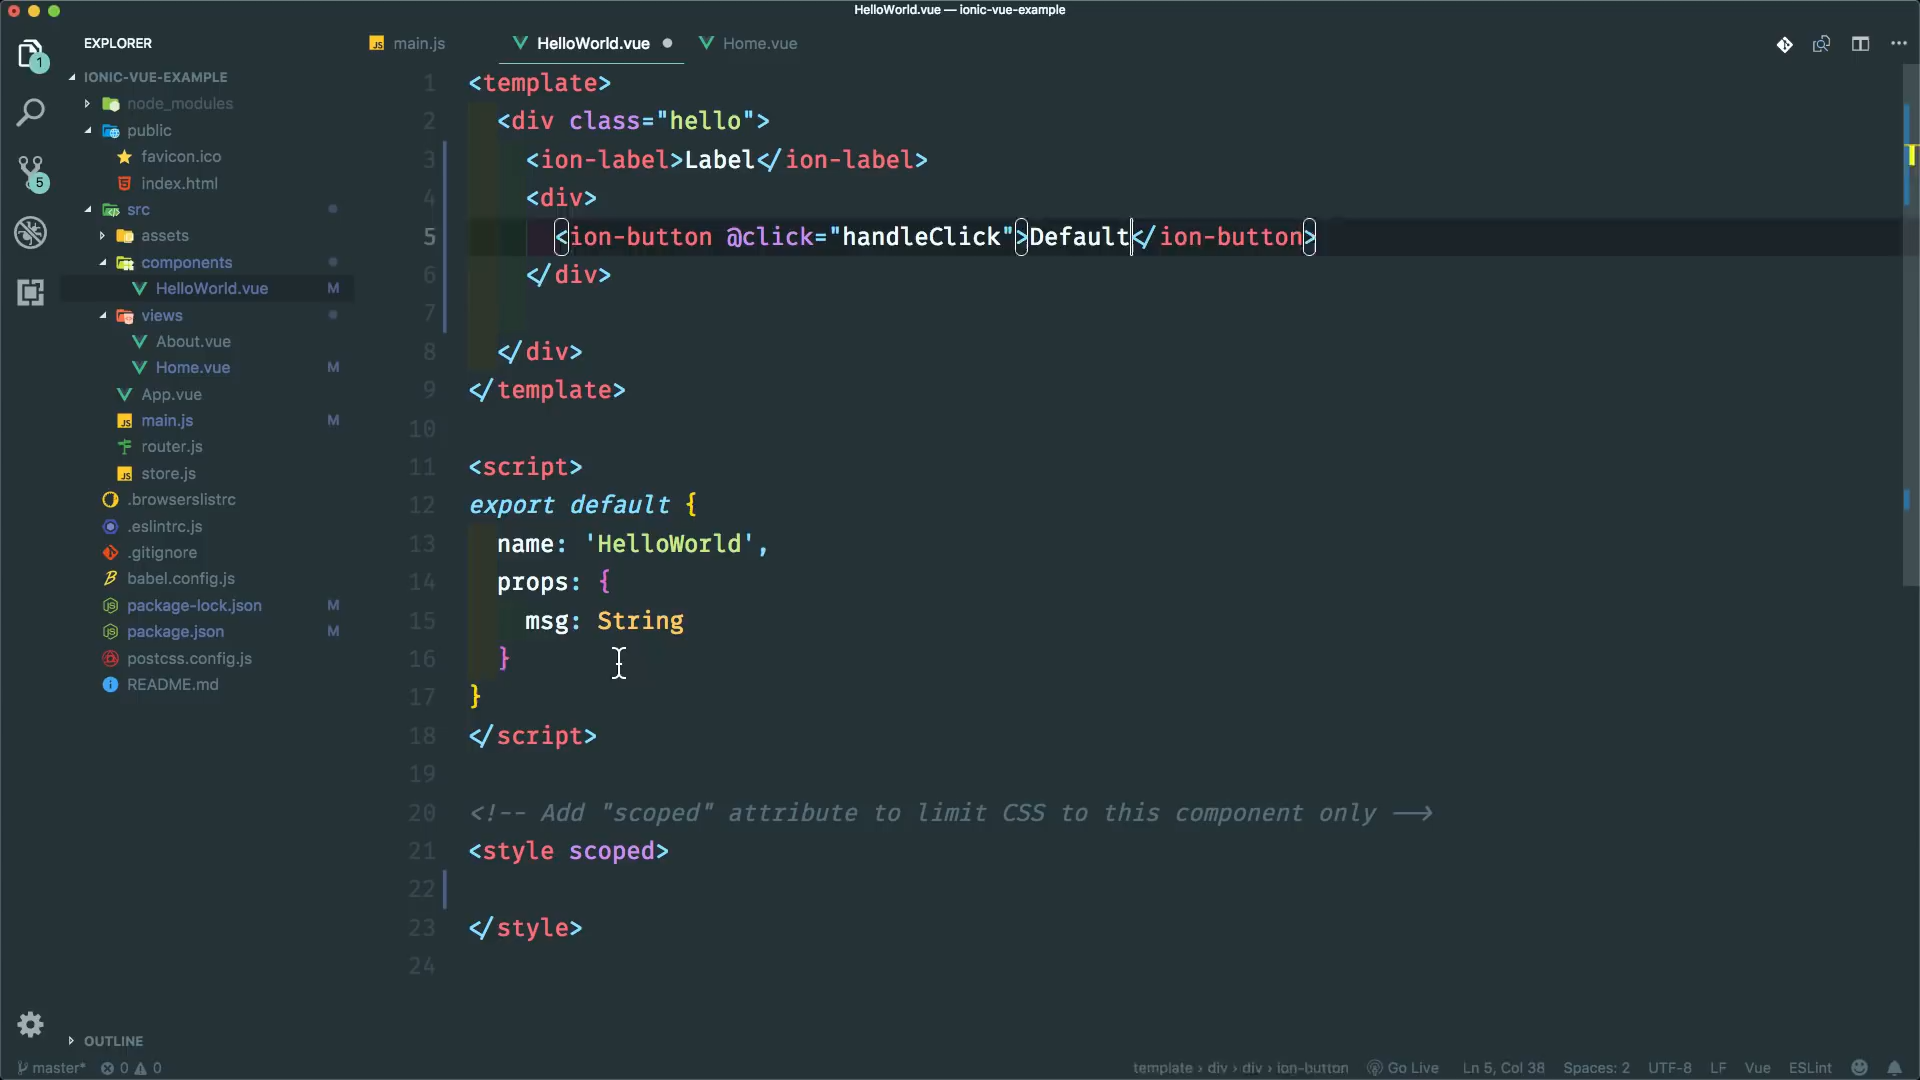 HelloWorld.vue — ionic-vue-example
EXPLORER
IONIC-VUE-EXAMPLE
node_modules
public
favicon.ico
index.html
src
assets
components
HelloWorld.vue M
views
About.vue
Home.vue M
App.vue
main.js M
router.js
store.js
.browserslistrc
.eslintrc.js
.gitignore
babel.config.js
package-lock.json M
package.json M
postcss.config.js
README.md
OUTLINE
1
5
main.js HelloWorld.vue Home.vue
1 <template>
2 <div class="hello">
3 <ion-label>Label</ion-label>
4 <div>
5 <ion-button @click="handleClick">Default</ion-button>
6 </div>
7
8 </div>
9 </template>
10
11 <script>
12 export default {
13 name: 'HelloWorld',
14 props: {
15 msg: String
16 }
17 }
18 </script>
19
20 <!-- Add "scoped" attribute to limit CSS to this component only -->
21 <style scoped>
22
23 </style>
24
master* 0 0 template › div › div › ion-button Go Live Ln 5, Col 38 Spaces: 2 UTF-8 LF Vue ESLint